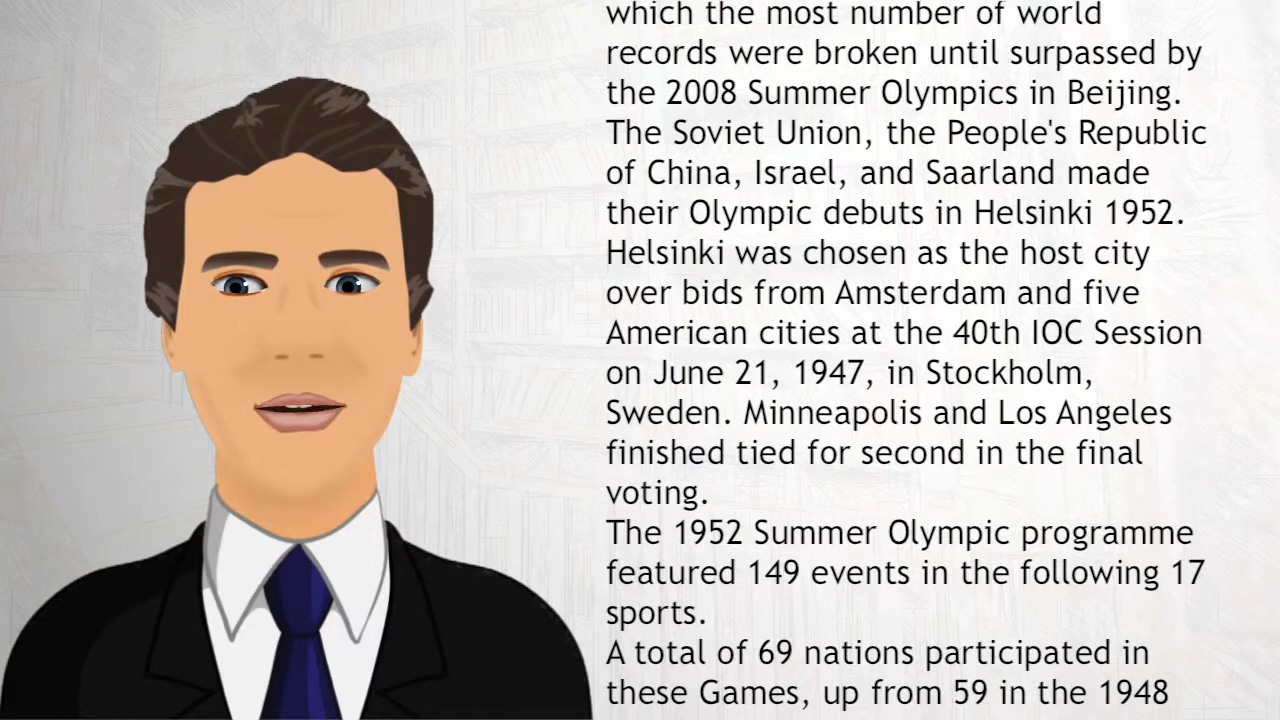 which the most number of world
records were broken until surpassed by
the 2008 Summer Olympics in Beijing.
The Soviet Union, the People's Republic
of China, Israel, and Saarland made
their Olympic debuts in Helsinki 1952.
Helsinki was chosen as the host city
over bids from Amsterdam and five
American cities at the 40th IOC Session
on June 21, 1947, in Stockholm,
Sweden. Minneapolis and Los Angeles
finished tied for second in the final
voting.
The 1952 Summer Olympic programme
featured 149 events in the following 17
sports.
A total of 69 nations participated in
these Games, up from 59 in the 1948